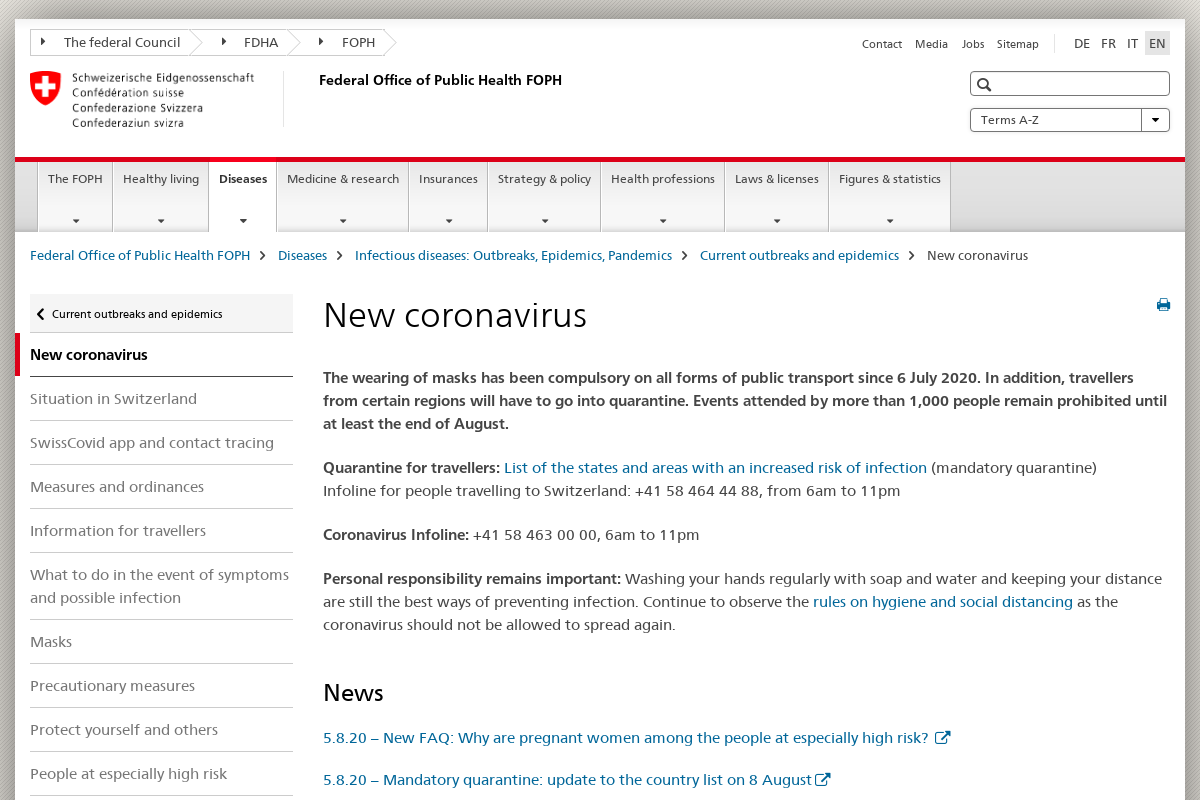 The federal Council
FDHA
FOPH
Contact
Media
Jobs
Sitemap
DE
FR
IT
EN
Schweizerische Eidgenossenschaft
Confédération suisse
Confederazione Svizzera
Confederaziun svizra
Federal Office of Public Health FOPH
Terms A-Z
The FOPH
Healthy living
Diseases
Medicine & research
Insurances
Strategy & policy
Health professions
Laws & licenses
Figures & statistics
Federal Office of Public Health FOPH
Diseases
Infectious diseases: Outbreaks, Epidemics, Pandemics
Current outbreaks and epidemics
New coronavirus
Current outbreaks and epidemics
New coronavirus
Situation in Switzerland
SwissCovid app and contact tracing
Measures and ordinances
Information for travellers
What to do in the event of symptoms
and possible infection
Masks
Precautionary measures
Protect yourself and others
People at especially high risk
New coronavirus
The wearing of masks has been compulsory on all forms of public transport since 6 July 2020. In addition, travellers
from certain regions will have to go into quarantine. Events attended by more than 1,000 people remain prohibited until
at least the end of August.
Quarantine for travellers: List of the states and areas with an increased risk of infection (mandatory quarantine)
Infoline for people travelling to Switzerland: +41 58 464 44 88, from 6am to 11pm
Coronavirus Infoline: +41 58 463 00 00, 6am to 11pm
Personal responsibility remains important: Washing your hands regularly with soap and water and keeping your distance
are still the best ways of preventing infection. Continue to observe the rules on hygiene and social distancing as the
coronavirus should not be allowed to spread again.
News
5.8.20 – New FAQ: Why are pregnant women among the people at especially high risk?
5.8.20 – Mandatory quarantine: update to the country list on 8 August